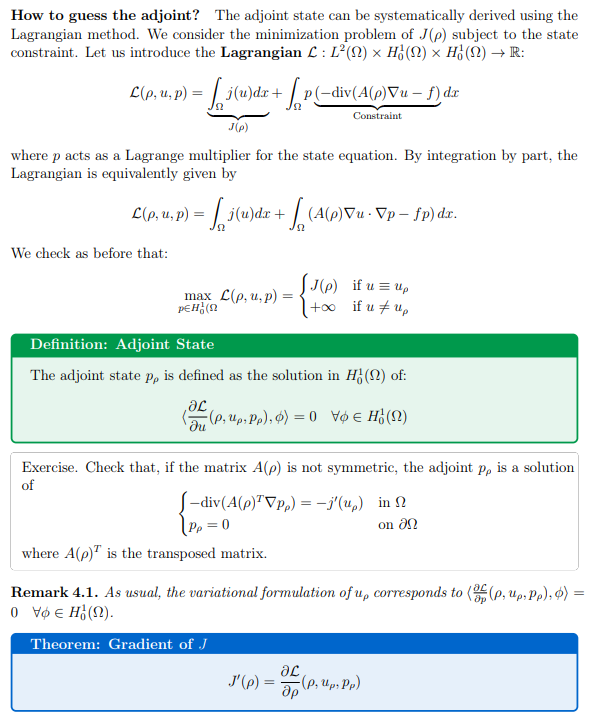 How to guess the adjoint? The adjoint state can be systematically derived using the
Lagrangian method. We consider the minimization problem of J(ρ) subject to the state
constraint. Let us introduce the Lagrangian ℒ : L²(Ω) × H¹₀(Ω) × H¹₀(Ω) → ℝ:
ℒ(ρ, u, p) = ∫_Ω j(u)dx + ∫_Ω p (−div(A(ρ)∇u − f) dx
J(ρ) Constraint
where p acts as a Lagrange multiplier for the state equation. By integration by part, the
Lagrangian is equivalently given by
ℒ(ρ, u, p) = ∫_Ω j(u)dx + ∫_Ω (A(ρ)∇u · ∇p − fp) dx.
We check as before that:
max_{p∈H¹₀(Ω} ℒ(ρ, u, p) = { J(ρ) if u ≡ u_ρ
+∞ if u ≠ u_ρ
Definition: Adjoint State
The adjoint state p_ρ is defined as the solution in H¹₀(Ω) of:
⟨∂ℒ/∂u (ρ, u_ρ, p_ρ), ϕ⟩ = 0 ∀ϕ ∈ H¹₀(Ω)
Exercise. Check that, if the matrix A(ρ) is not symmetric, the adjoint p_ρ is a solution
of
{ −div(A(ρ)ᵀ∇p_ρ) = −j′(u_ρ) in Ω
p_ρ = 0 on ∂Ω
where A(ρ)ᵀ is the transposed matrix.
Remark 4.1. As usual, the variational formulation of u_ρ corresponds to ⟨∂ℒ/∂p (ρ, u_ρ, p_ρ), ϕ⟩ =
0 ∀ϕ ∈ H¹₀(Ω).
Theorem: Gradient of J
J′(ρ) = ∂ℒ/∂ρ (ρ, u_ρ, p_ρ)